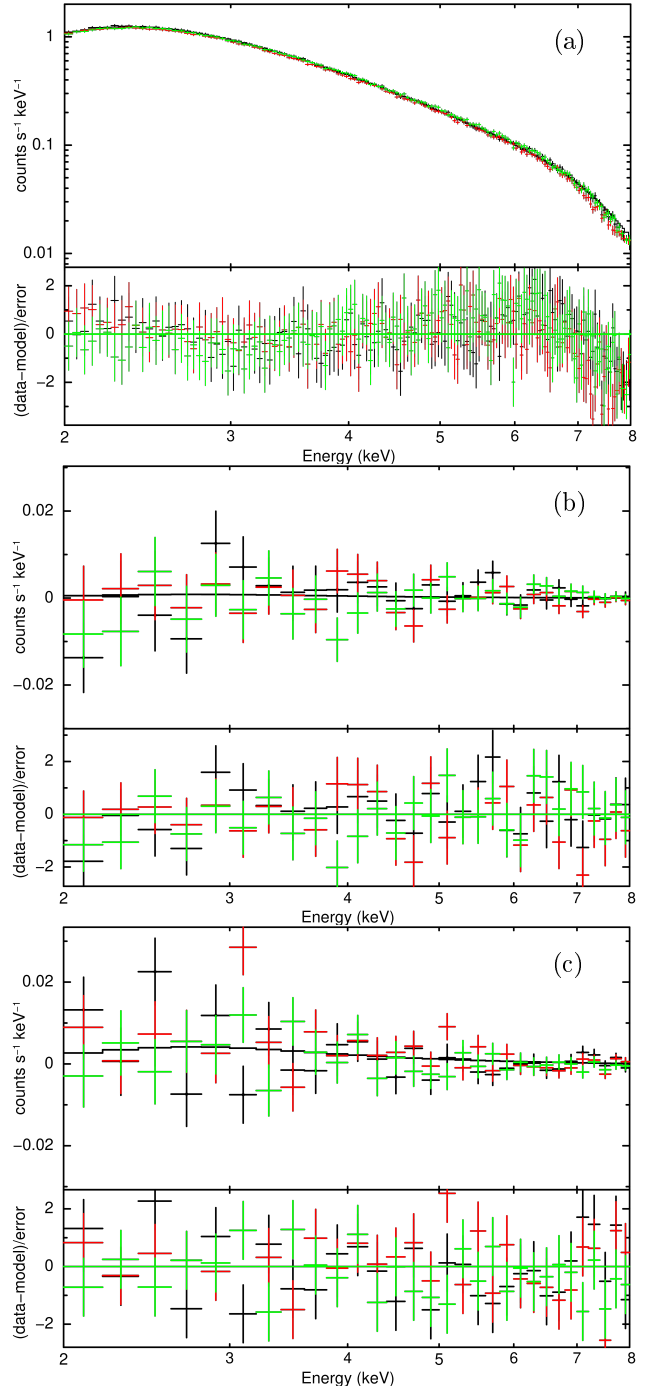 (a)
counts s⁻¹ keV⁻¹
1
0.1
0.01
(data−model)/error
2
0
−2
2 3 4 5 6 7 8
Energy (keV)
(b)
counts s⁻¹ keV⁻¹
0.02
0
−0.02
(data−model)/error
2
0
−2
2 3 4 5 6 7 8
Energy (keV)
(c)
counts s⁻¹ keV⁻¹
0.02
0
−0.02
(data−model)/error
2
0
−2
2 3 4 5 6 7 8
Energy (keV)